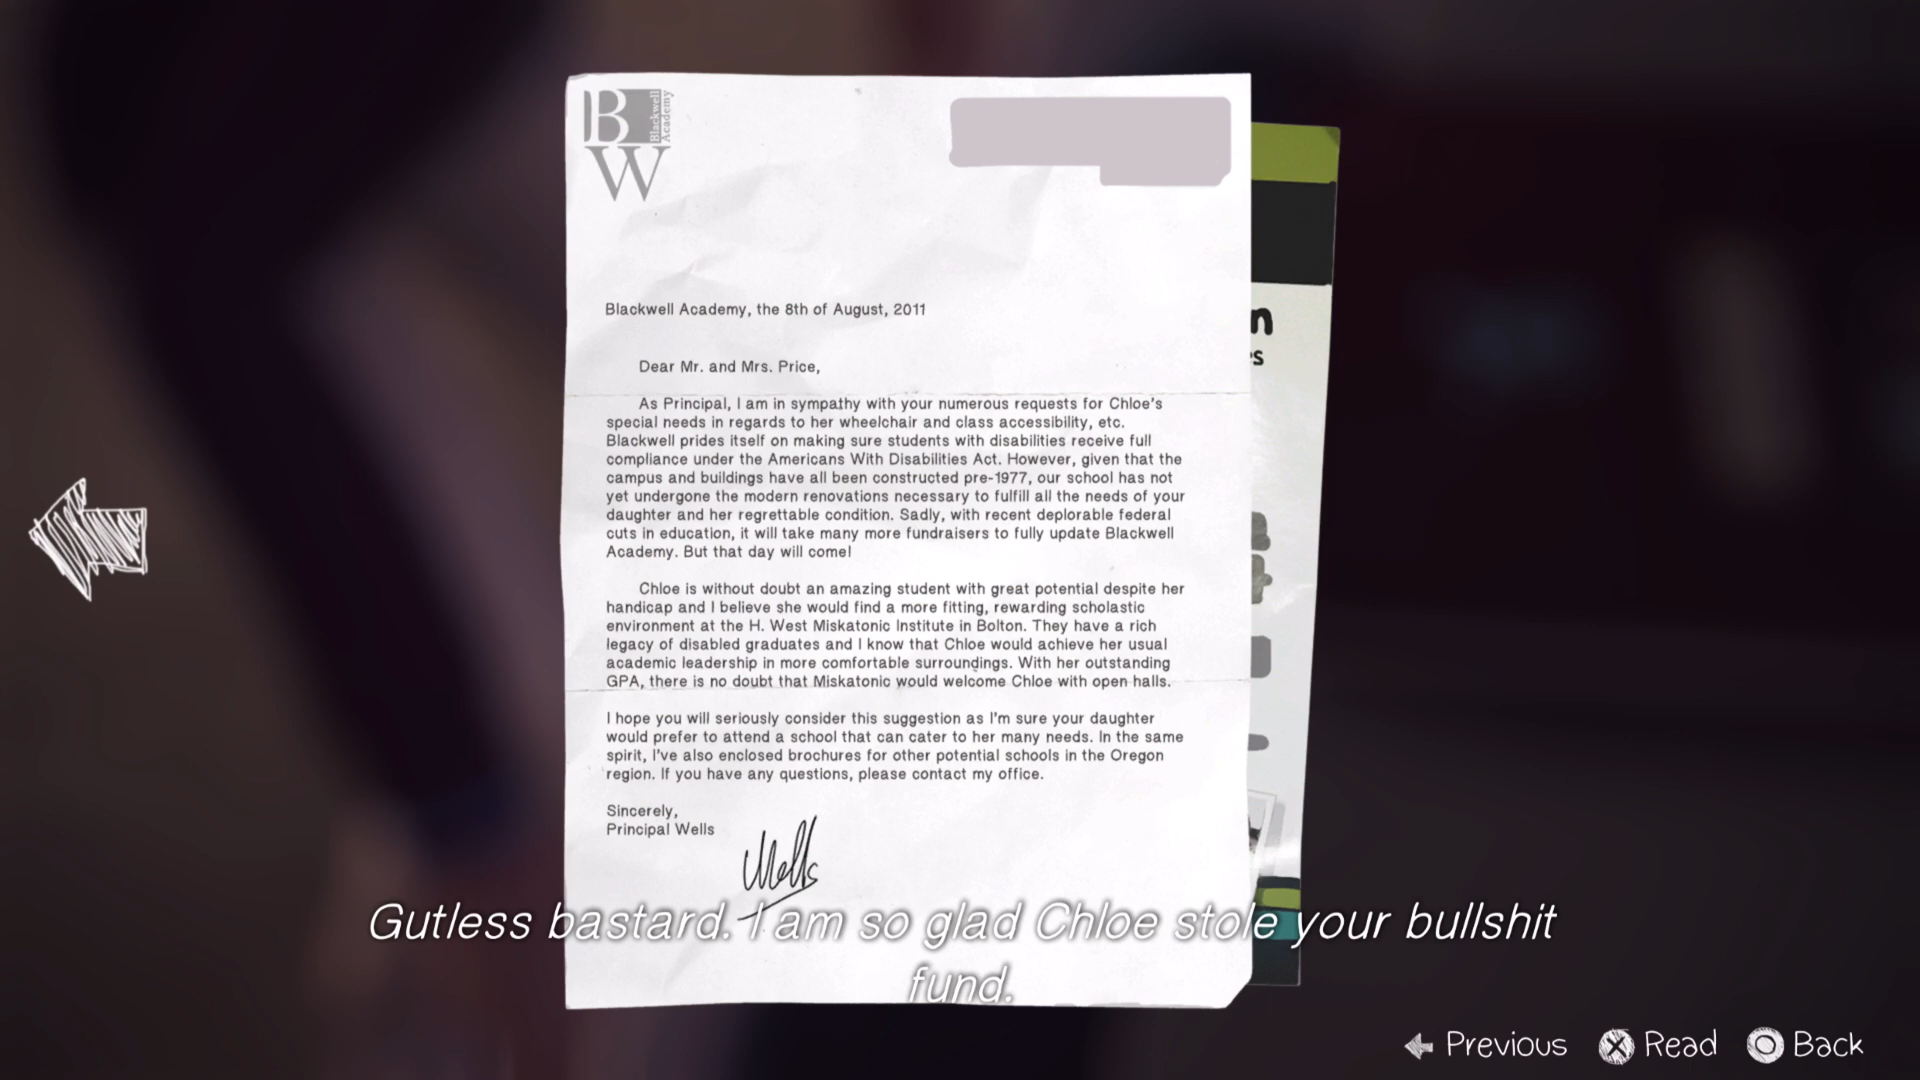 B Blackwell Academy
W
Blackwell Academy, the 8th of August, 2011
n
s
Dear Mr. and Mrs. Price,
As Principal, I am in sympathy with your numerous requests for Chloe's
special needs in regards to her wheelchair and class accessibility, etc.
Blackwell prides itself on making sure students with disabilities receive full
compliance under the Americans With Disabilities Act. However, given that the
campus and buildings have all been constructed pre-1977, our school has not
yet undergone the modern renovations necessary to fulfill all the needs of your
daughter and her regrettable condition. Sadly, with recent deplorable federal
cuts in education, it will take many more fundraisers to fully update Blackwell
Academy. But that day will come!
Chloe is without doubt an amazing student with great potential despite her
handicap and I believe she would find a more fitting, rewarding scholastic
environment at the H. West Miskatonic Institute in Bolton. They have a rich
legacy of disabled graduates and I know that Chloe would achieve her usual
academic leadership in more comfortable surroundings. With her outstanding
GPA, there is no doubt that Miskatonic would welcome Chloe with open halls.
I hope you will seriously consider this suggestion as I'm sure your daughter
would prefer to attend a school that can cater to her many needs. In the same
spirit, I've also enclosed brochures for other potential schools in the Oregon
region. If you have any questions, please contact my office.
Sincerely,
Principal Wells
Wells
Gutless bastard. I am so glad Chloe stole your bullshit
fund.
Previous Read Back